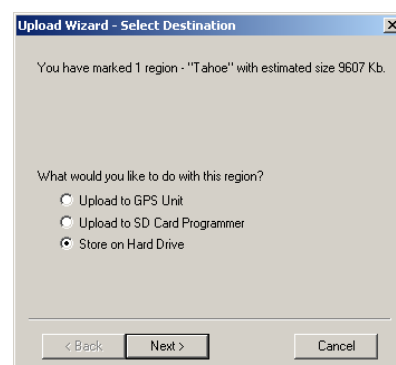 Upload Wizard - Select Destination
You have marked 1 region - "Tahoe" with estimated size 9607 Kb.
What would you like to do with this region?
Upload to GPS Unit
Upload to SD Card Programmer
Store on Hard Drive
< Back Next > Cancel